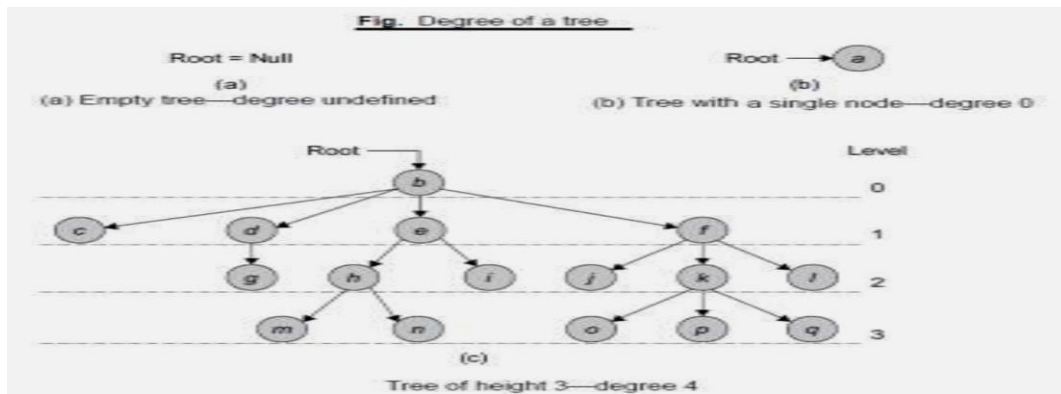 Fig. Degree of a tree
Root = Null
(a)
(a) Empty tree—degree undefined
Root
a
(b)
(b) Tree with a single node—degree 0
Root
Level
b
0
c d e f
1
g h i j k l
2
m n o p q
3
(c)
Tree of height 3—degree 4